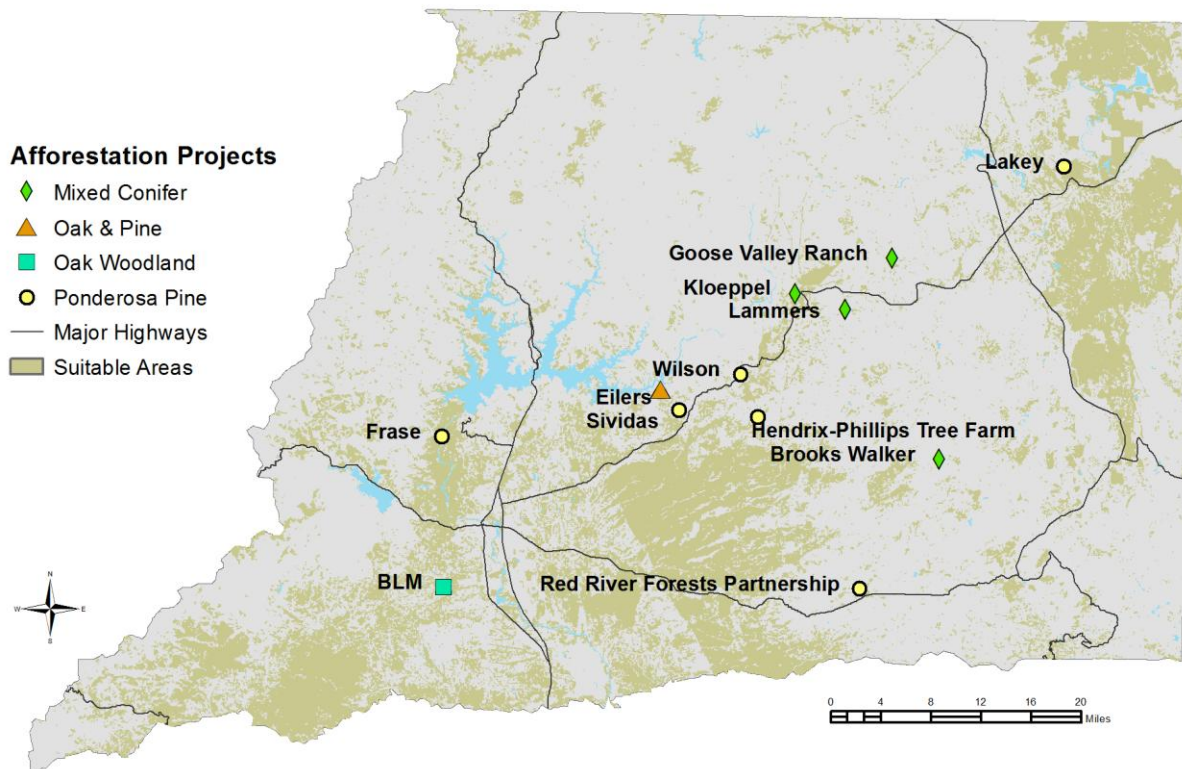 Afforestation Projects
Mixed Conifer
Oak & Pine
Oak Woodland
Ponderosa Pine
Major Highways
Suitable Areas
Lakey
Goose Valley Ranch
Kloeppel
Lammers
Wilson
Eilers
Sividas
Frase
Hendrix-Phillips Tree Farm
Brooks Walker
BLM
Red River Forests Partnership
N
W E
S
0 4 8 12 16 20
Miles